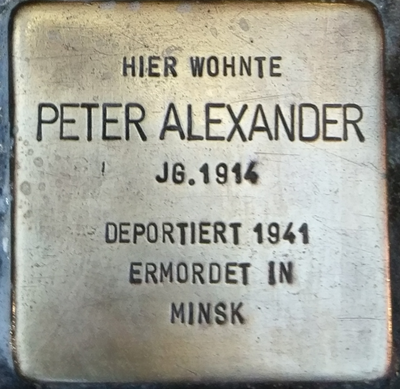 HIER WOHNTE
PETER ALEXANDER
JG.1914
DEPORTIERT 1941
ERMORDET IN
MINSK